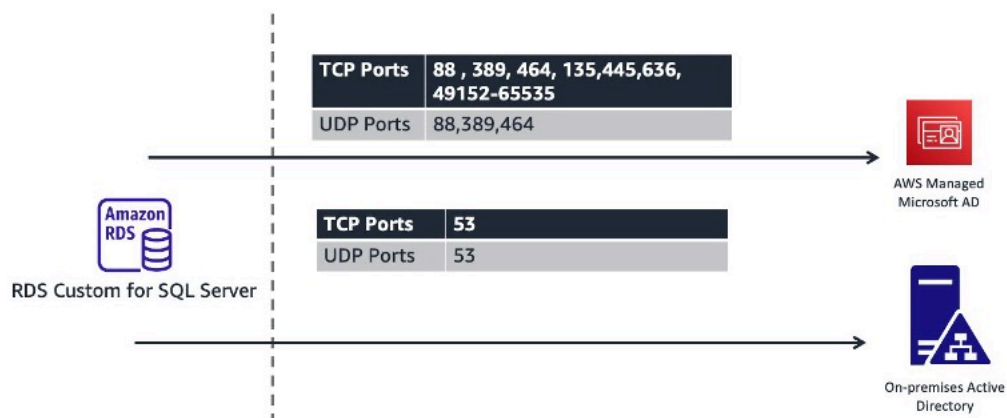 TCP Ports 88 , 389, 464, 135,445,636,
49152-65535
UDP Ports 88,389,464
AWS Managed
Microsoft AD
Amazon
RDS
RDS Custom for SQL Server
TCP Ports 53
UDP Ports 53
On-premises Active
Directory